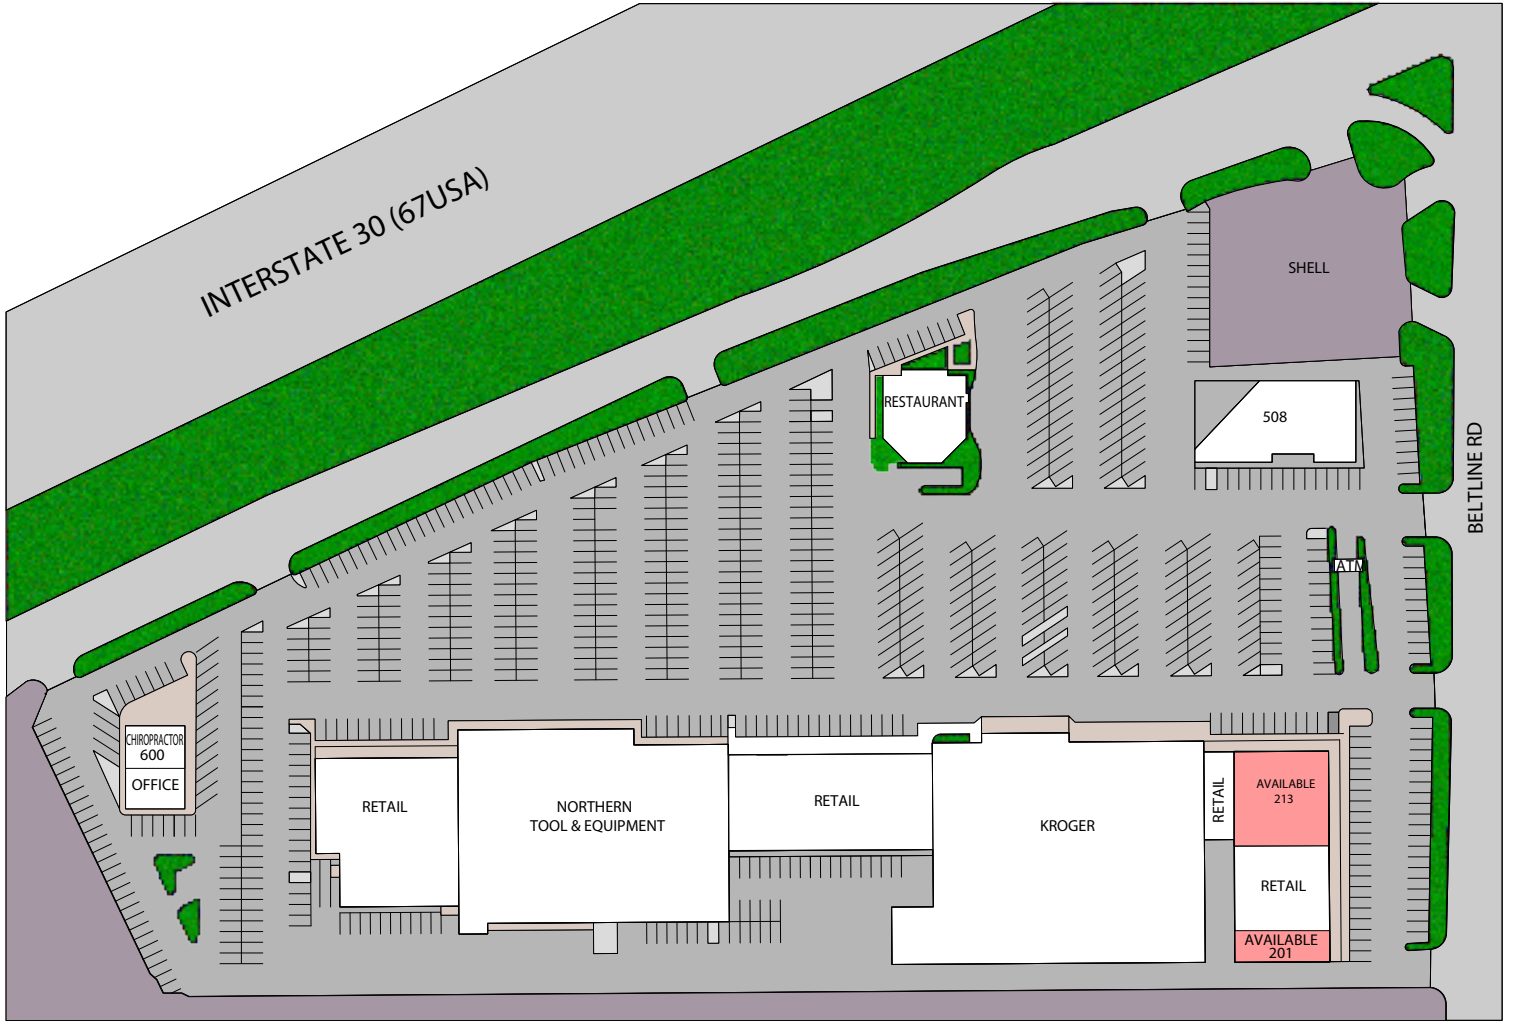 INTERSTATE 30 (67USA)
SHELL
RESTAURANT
508
BELTLINE RD
ATM
CHIROPRACTOR
600
OFFICE
RETAIL
NORTHERN
TOOL & EQUIPMENT
RETAIL
KROGER
RETAIL
AVAILABLE
213
RETAIL
AVAILABLE
201